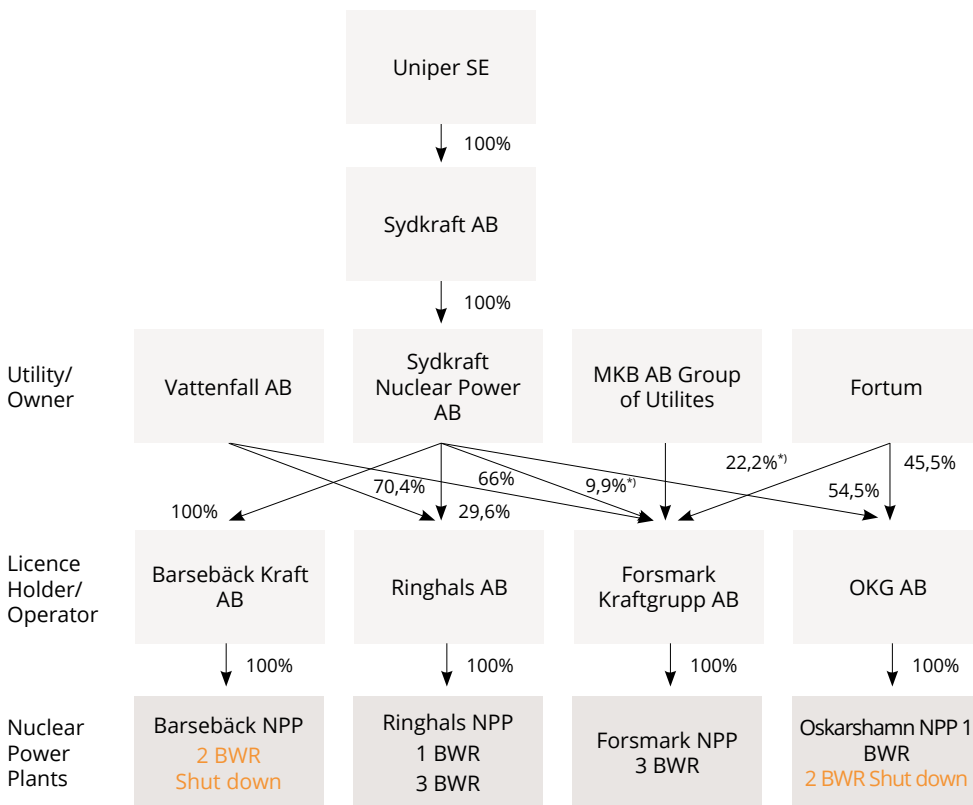 Uniper SE
100%
Sydkraft AB
100%
Utility/
Owner
Vattenfall AB
Sydkraft
Nuclear Power
AB
MKB AB Group
of Utilites
Fortum
70,4%
66%
9,9%*)
22,2%*)
45,5%
54,5%
100%
29,6%
Licence
Holder/
Operator
Barsebäck Kraft
AB
Ringhals AB
Forsmark
Kraftgrupp AB
OKG AB
100%
100%
100%
100%
Nuclear
Power
Plants
Barsebäck NPP
2 BWR
Shut down
Ringhals NPP
1 BWR
3 BWR
Forsmark NPP
3 BWR
Oskarshamn NPP 1
BWR
2 BWR Shut down